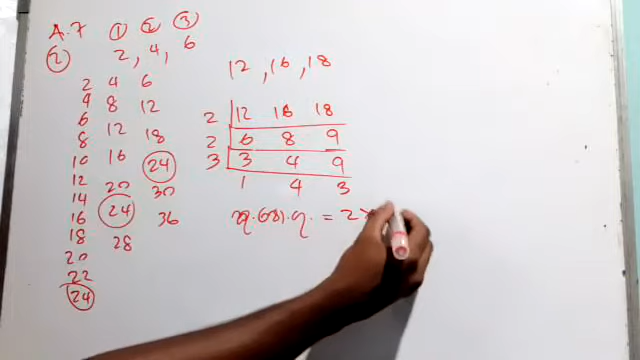 A.7 ① ② ③
② 2, 4, 6
2 4 6
4 8 12
6 12 18
8 16 24
10 20 30
12 24 36
14 28
16
18
20
22
24
12, 16, 18
2 12 16 18
2 6 8 9
3 3 4 9
1 4 3
= 2×